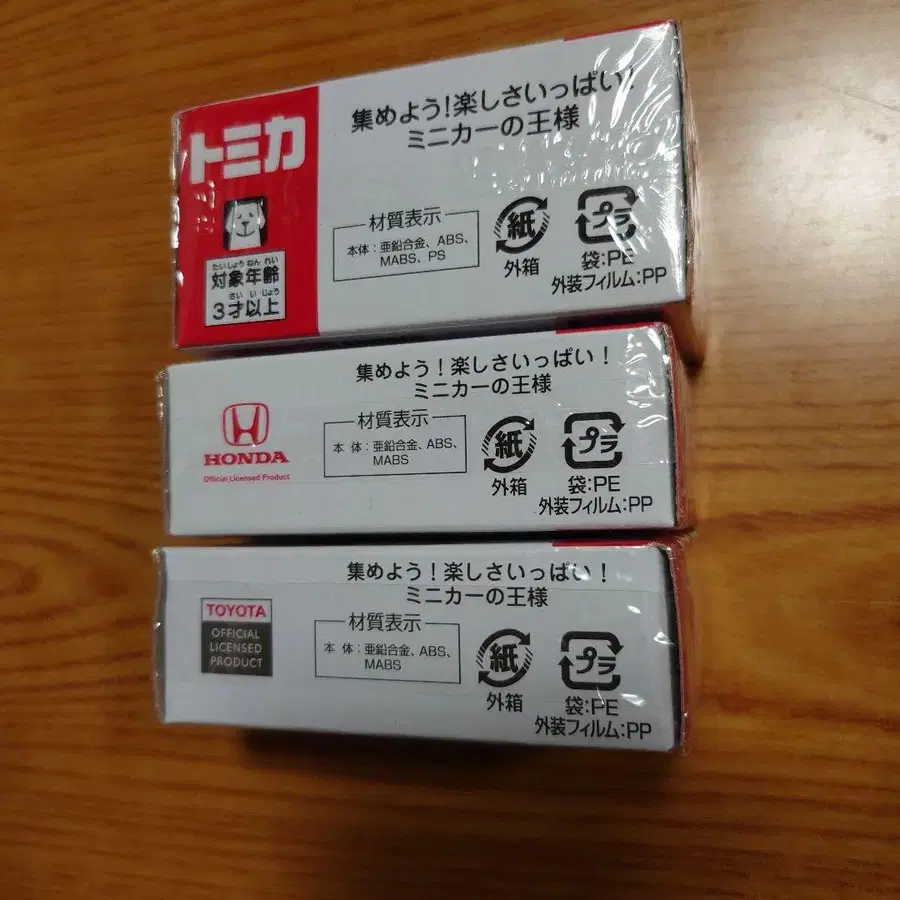 トミカ
集めよう!楽しさいっぱい!
ミニカーの王様
たいしょう ねん れい
対象年齢
さい い じょう
3才以上
材質表示
本体：亜鉛合金、ABS、
MABS、PS
紙
外箱
プラ
袋:PE
外装フィルム:PP
HONDA
Official Licensed Product
集めよう！楽しさいっぱい！
ミニカーの王様
材質表示
本 体：亜鉛合金、ABS、
MABS
紙
外箱
プラ
袋:PE
外装フィルム:PP
TOYOTA
OFFICIAL
LICENSED
PRODUCT
集めよう！楽しさいっぱい！
ミニカーの王様
材質表示
本 体：亜鉛合金、ABS、
MABS
紙
外箱
プラ
袋:PE
外装フィルム:PP